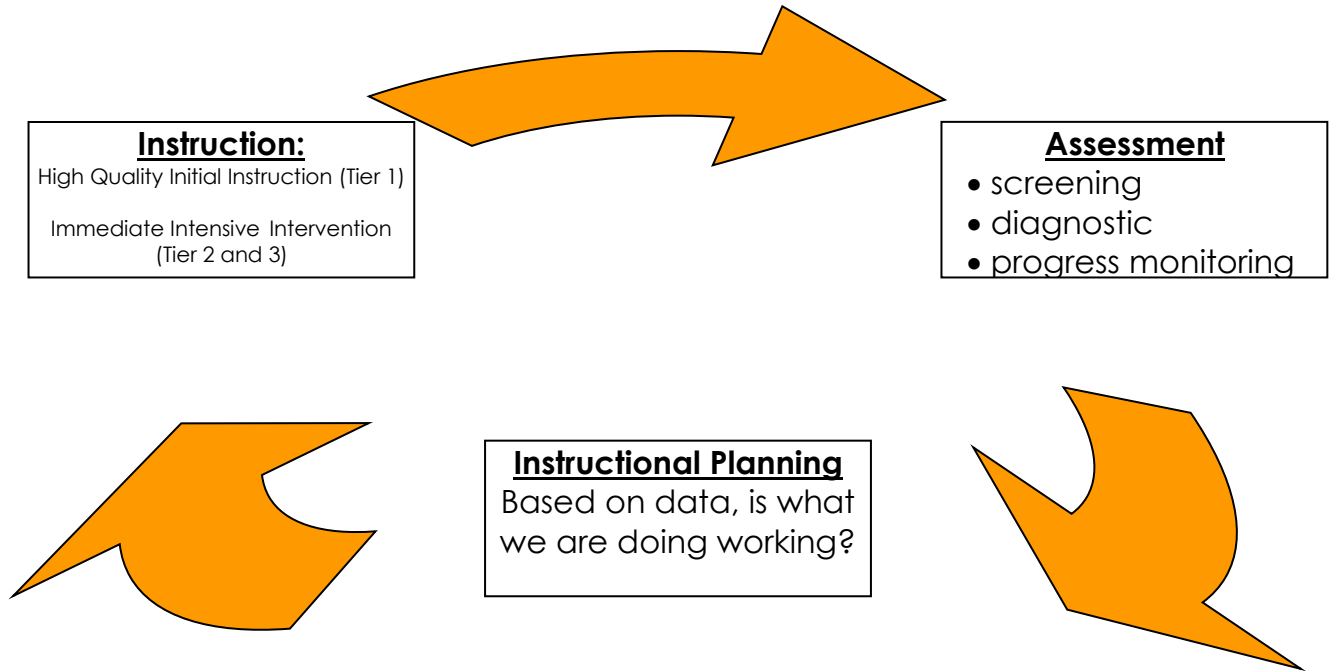 Instruction:
High Quality Initial Instruction (Tier 1)
Immediate Intensive Intervention
(Tier 2 and 3)
Assessment
• screening
• diagnostic
• progress monitoring
Instructional Planning
Based on data, is what
we are doing working?